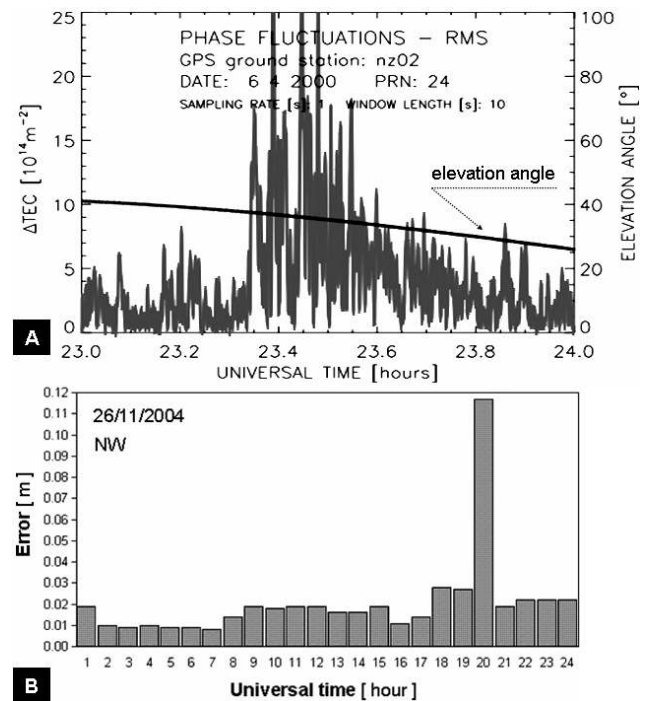 PHASE FLUCTUATIONS – RMS
GPS ground station: nz02
DATE: 6 4 2000 PRN: 24
SAMPLING RATE [s]: 1 WINDOW LENGTH [s]: 10
elevation angle
25
20
15
10
5
0
ΔTEC [10¹⁴m⁻²]
100
80
60
40
20
0
ELEVATION ANGLE [°]
A
23.0 23.2 23.4 23.6 23.8 24.0
UNIVERSAL TIME [hours]
26/11/2004
NW
0.12
0.11
0.10
0.09
0.08
0.07
0.06
0.05
0.04
0.03
0.02
0.01
0.00
Error [ m ]
1 2 3 4 5 6 7 8 9 10 11 12 13 14 15 16 17 18 19 20 21 22 23 24
B
Universal time [ hour ]